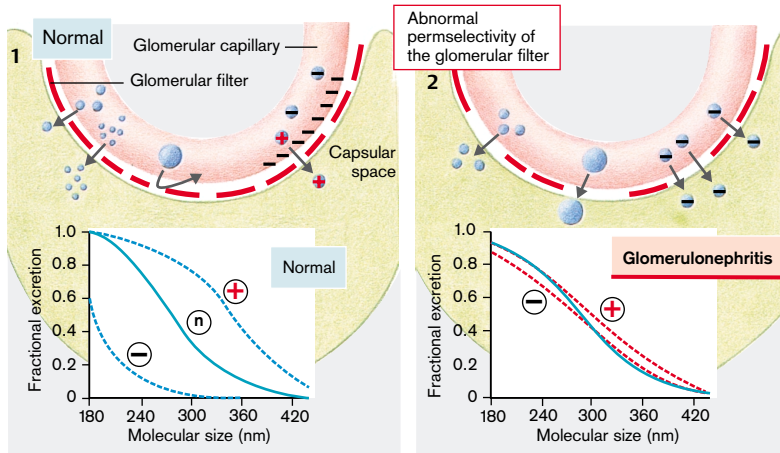 1
Normal
Glomerular capillary
Glomerular filter
Capsular
space
+
+
Fractional excretion
1.0
0.8
0.6
0.4
0.2
0
Normal
+
n
−
180
240
300
360
420
Molecular size (nm)
Abnormal
permselectivity of
the glomerular filter
2
Fractional excretion
1.0
0.8
0.6
0.4
0.2
0
Glomerulonephritis
−
+
180
240
300
360
420
Molecular size (nm)